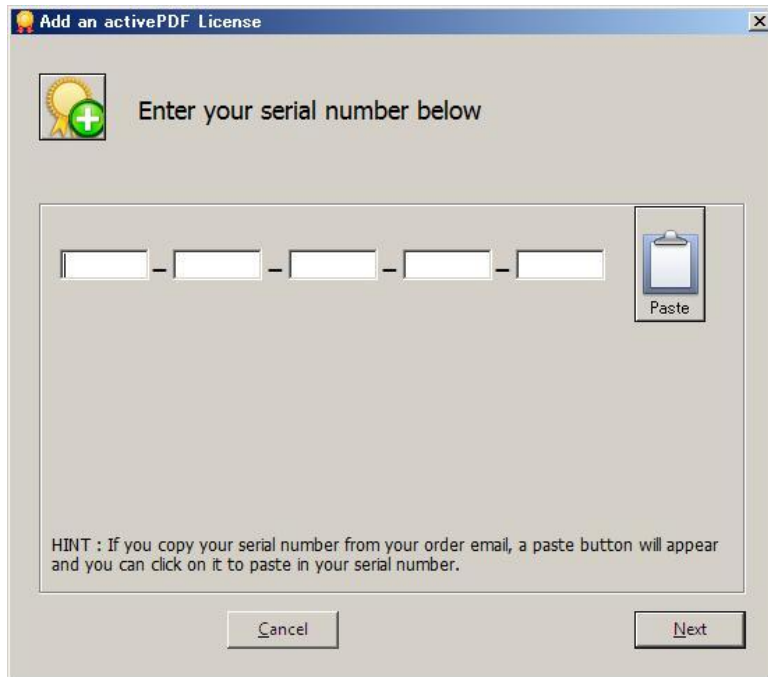 Add an activePDF License
Enter your serial number below
– – – –
Paste
HINT : If you copy your serial number from your order email, a paste button will appear
and you can click on it to paste in your serial number.
Cancel Next